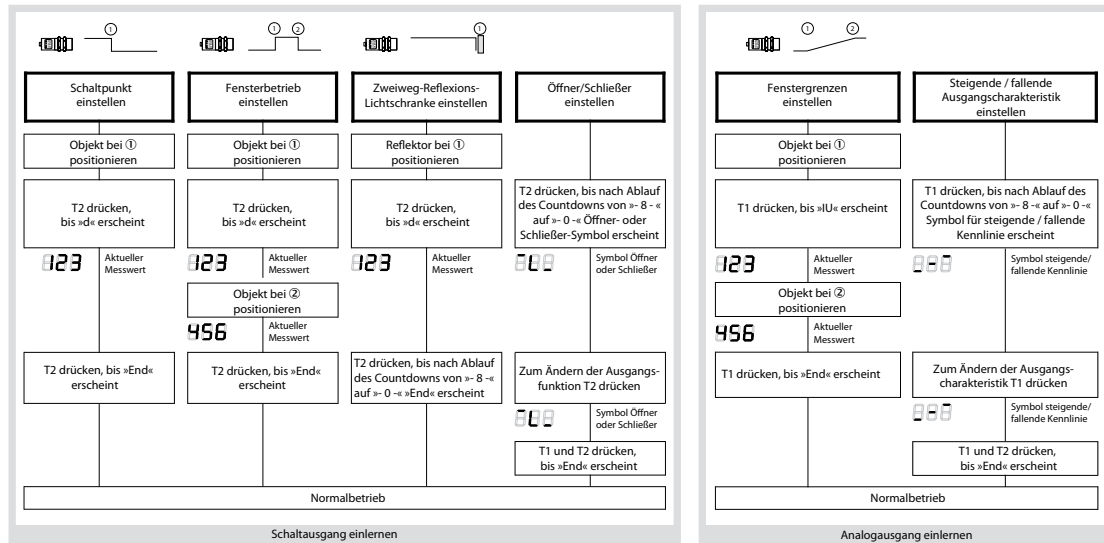 ①
① ②
①
Schaltpunkt
einstellen
Objekt bei ①
positionieren
T2 drücken,
bis »d« erscheint
123
Aktueller
Messwert
T2 drücken, bis »End«
erscheint
Fensterbetrieb
einstellen
Objekt bei ①
positionieren
T2 drücken,
bis »d« erscheint
123
Aktueller
Messwert
Objekt bei ②
positionieren
456
Aktueller
Messwert
T2 drücken, bis »End«
erscheint
Zweiweg-Reflexions-
Lichtschranke einstellen
Reflektor bei ①
positionieren
T2 drücken,
bis »d« erscheint
123
Aktueller
Messwert
T2 drücken, bis nach Ablauf
des Countdowns von »- 8 -«
auf »- 0 -« »End« erscheint
Öffner/Schließer
einstellen
T2 drücken, bis nach Ablauf
des Countdowns von »- 8 - «
auf »- 0 -« Öffner- oder
Schließer-Symbol erscheint
Symbol Öffner
oder Schließer
Zum Ändern der Ausgangs-
funktion T2 drücken
Symbol Öffner
oder Schließer
T1 und T2 drücken,
bis »End« erscheint
Normalbetrieb
Schaltausgang einlernen
① ②
Fenstergrenzen
einstellen
Objekt bei ①
positionieren
T1 drücken, bis »IU« erscheint
123
Aktueller
Messwert
Objekt bei ②
positionieren
456
Aktueller
Messwert
T1 drücken, bis »End« erscheint
Steigende / fallende
Ausgangscharakteristik
einstellen
T1 drücken, bis nach Ablauf des
Countdowns von »- 8 -« auf »- 0 -«
Symbol für steigende / fallende
Kennlinie erscheint
Symbol steigende/
fallende Kennlinie
Zum Ändern der Ausgangs-
charakteristik T1 drücken
Symbol steigende/
fallende Kennlinie
T1 und T2 drücken,
bis »End« erscheint
Normalbetrieb
Analogausgang einlernen